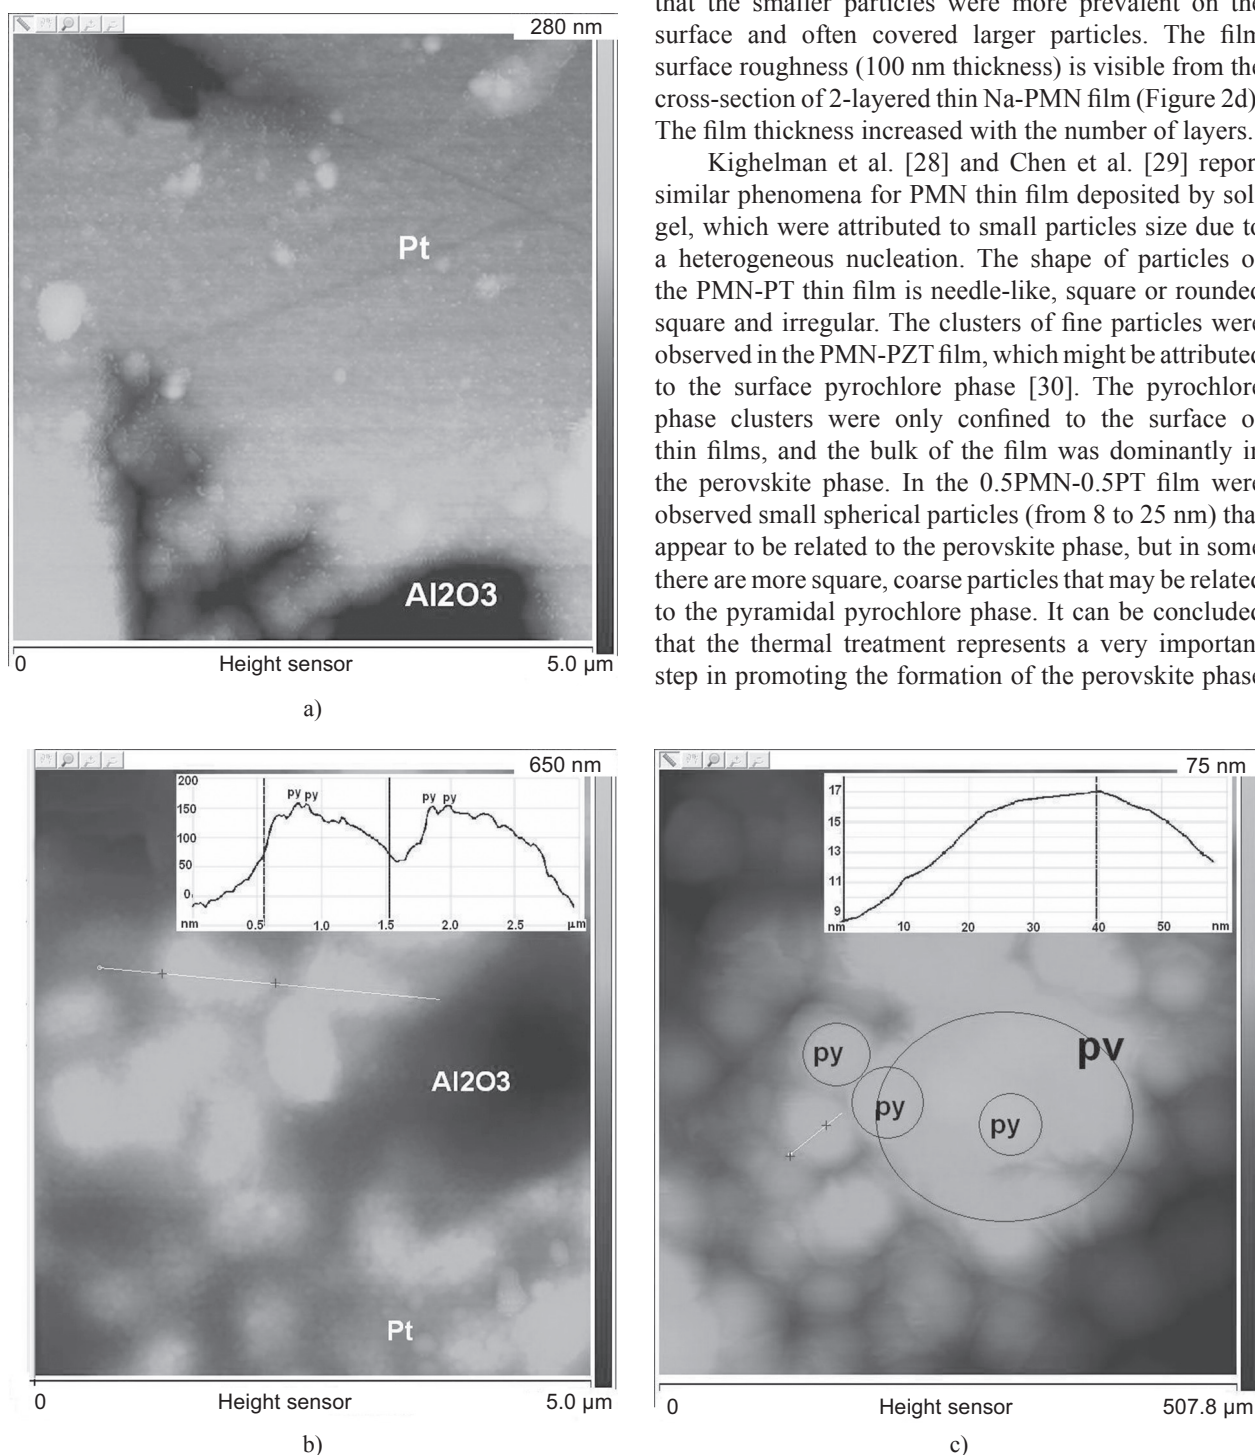 280 nm
Pt
Al2O3
0 Height sensor 5.0 µm
a)
that the smaller particles were more prevalent on the
surface and often covered larger particles. The film
surface roughness (100 nm thickness) is visible from the
cross-section of 2-layered thin Na-PMN film (Figure 2d)
The film thickness increased with the number of layers.
Kighelman et al. [28] and Chen et al. [29] repor
similar phenomena for PMN thin film deposited by sol
gel, which were attributed to small particles size due to
a heterogeneous nucleation. The shape of particles o
the PMN-PT thin film is needle-like, square or rounded
square and irregular. The clusters of fine particles were
observed in the PMN-PZT film, which might be attributed
to the surface pyrochlore phase [30]. The pyrochlore
phase clusters were only confined to the surface o
thin films, and the bulk of the film was dominantly in
the perovskite phase. In the 0.5PMN-0.5PT film were
observed small spherical particles (from 8 to 25 nm) tha
appear to be related to the perovskite phase, but in some
there are more square, coarse particles that may be related
to the pyramidal pyrochlore phase. It can be concluded
that the thermal treatment represents a very importan
step in promoting the formation of the perovskite phase
650 nm
200
py py py py
150
100
50
0
nm 0.5 1.0 1.5 2.0 2.5 µm
Al2O3
Pt
0 Height sensor 5.0 µm
b)
75 nm
17
15
13
11
9
nm 10 20 30 40 50 nm
pv
py
py
py
0 Height sensor 507.8 µm
c)